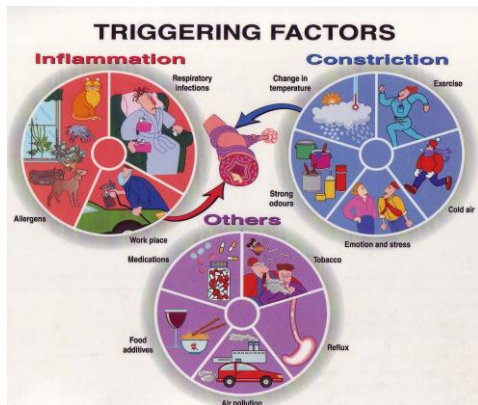 TRIGGERING FACTORS
Inflammation
Constriction
Respiratory
infections
Change in
temperature
Exercise
Allergens
Work place
Strong
odours
Cold air
Emotion and stress
Others
Medications
Tobacco
Food
additives
Reflux
Air pollution